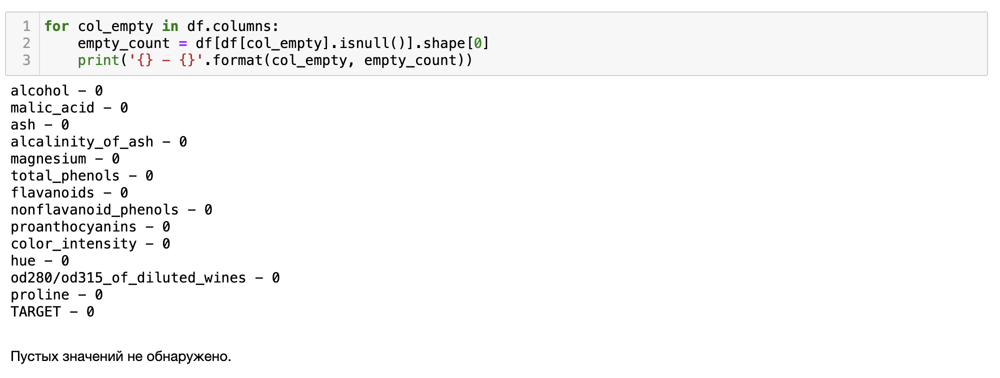 1 for col_empty in df.columns:
2     empty_count = df[df[col_empty].isnull()].shape[0]
3     print('{} - {}'.format(col_empty, empty_count))
alcohol - 0
malic_acid - 0
ash - 0
alcalinity_of_ash - 0
magnesium - 0
total_phenols - 0
flavanoids - 0
nonflavanoid_phenols - 0
proanthocyanins - 0
color_intensity - 0
hue - 0
od280/od315_of_diluted_wines - 0
proline - 0
TARGET - 0
Пустых значений не обнаружено.